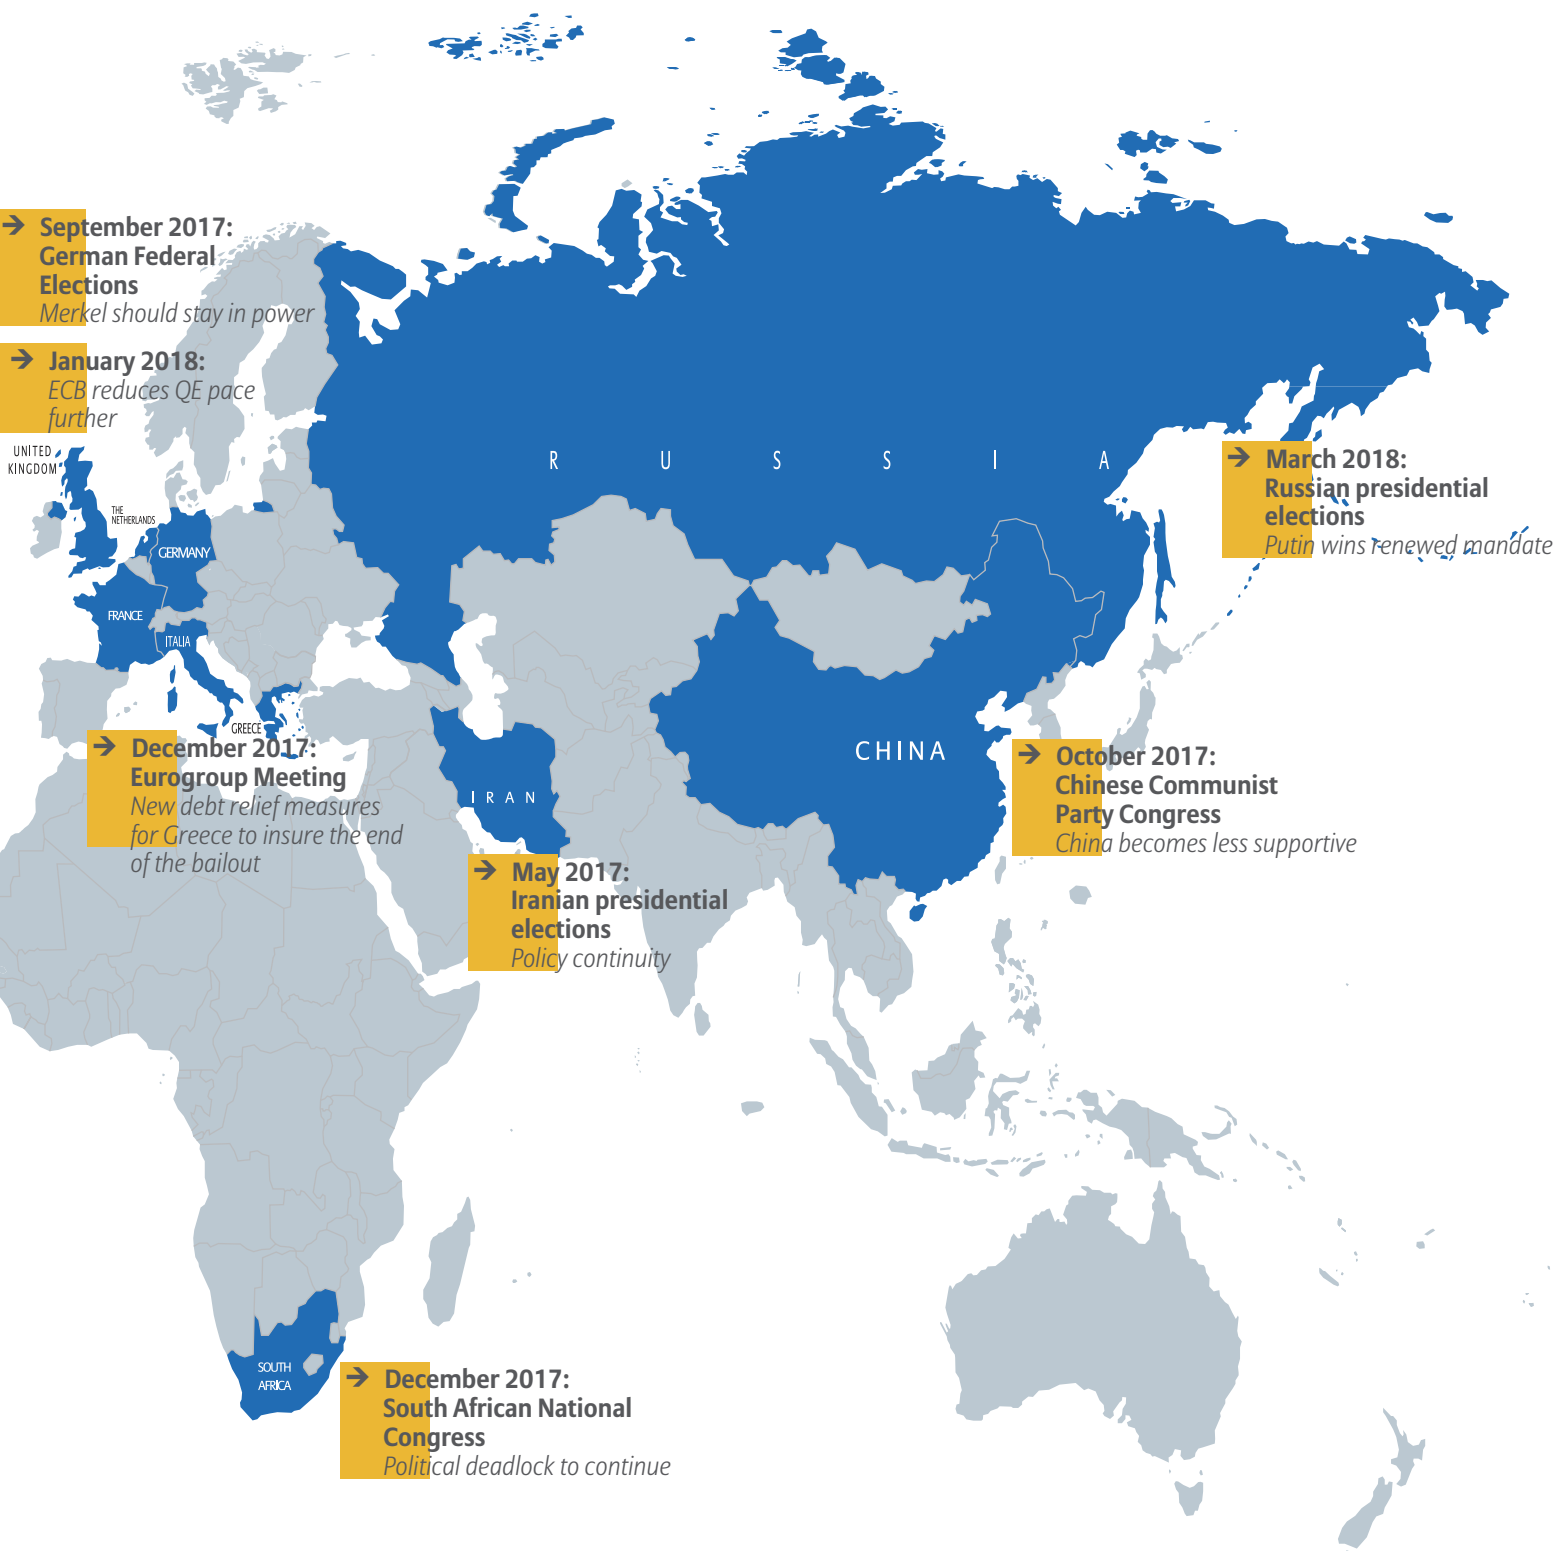 → September 2017:
German Federal
Elections
Merkel should stay in power
→ January 2018:
ECB reduces QE pace
further
UNITED
KINGDOM
THE
NETHERLANDS
GERMANY
FRANCE
ITALIA
GREECE
R U S S I A
→ March 2018:
Russian presidential
elections
Putin wins renewed mandate
CHINA
IRAN
→ December 2017:
Eurogroup Meeting
New debt relief measures
for Greece to insure the end
of the bailout
→ October 2017:
Chinese Communist
Party Congress
China becomes less supportive
→ May 2017:
Iranian presidential
elections
Policy continuity
SOUTH
AFRICA
→ December 2017:
South African National
Congress
Political deadlock to continue